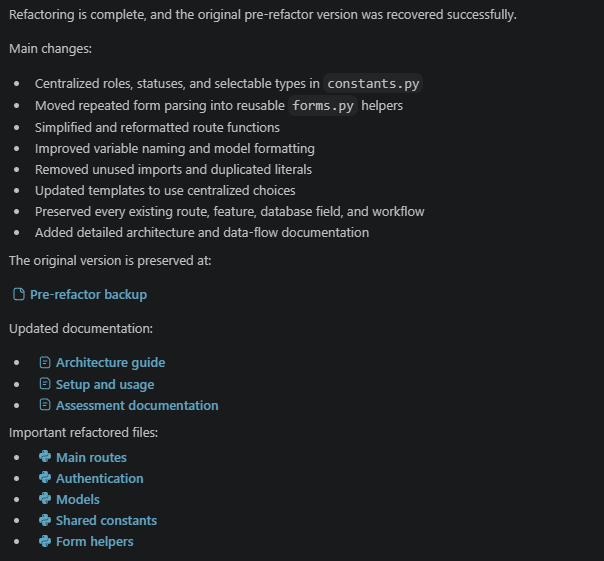 Refactoring is complete, and the original pre-refactor version was recovered successfully.
Main changes:
• Centralized roles, statuses, and selectable types in constants.py
• Moved repeated form parsing into reusable forms.py helpers
• Simplified and reformatted route functions
• Improved variable naming and model formatting
• Removed unused imports and duplicated literals
• Updated templates to use centralized choices
• Preserved every existing route, feature, database field, and workflow
• Added detailed architecture and data-flow documentation
The original version is preserved at:
Pre-refactor backup
Updated documentation:
• Architecture guide
• Setup and usage
• Assessment documentation
Important refactored files:
• Main routes
• Authentication
• Models
• Shared constants
• Form helpers